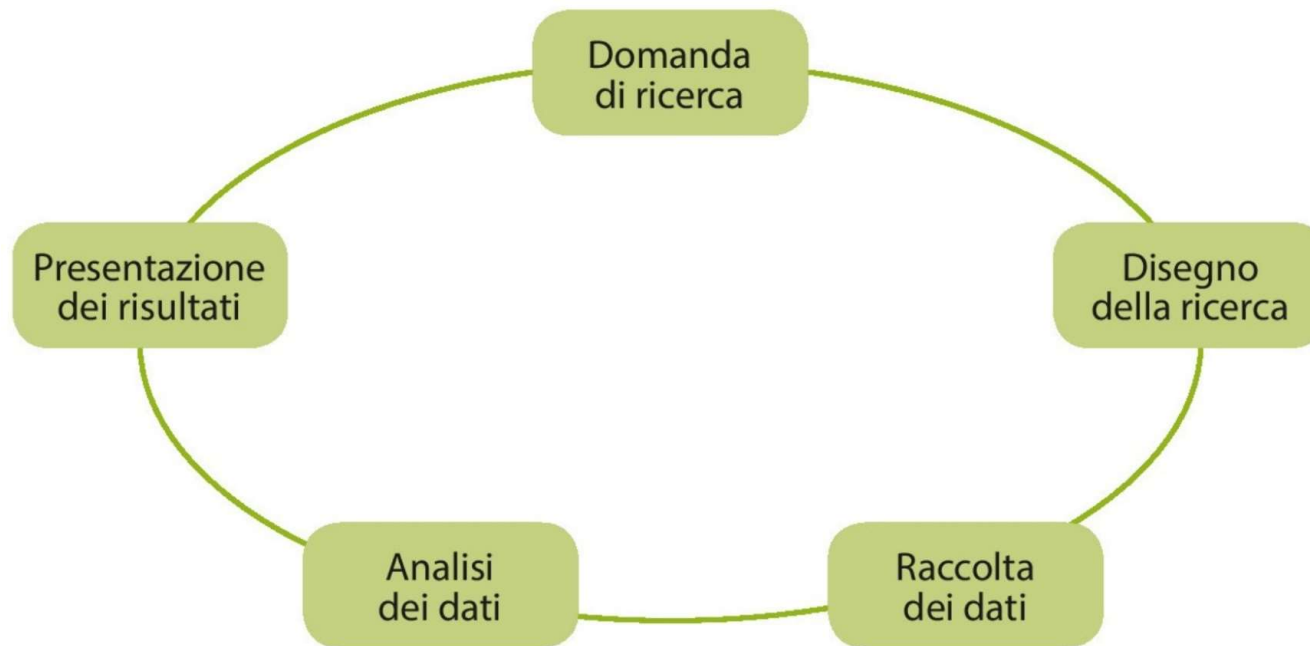 Domanda
di ricerca
Disegno
della ricerca
Raccolta
dei dati
Analisi
dei dati
Presentazione
dei risultati